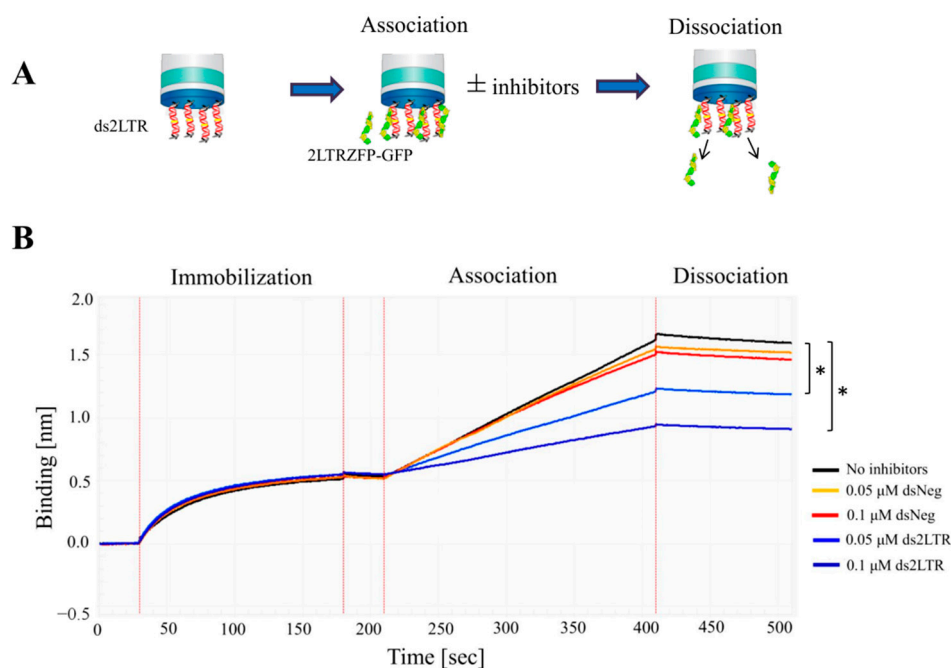 A
Association
Dissociation
ds2LTR
± inhibitors
2LTRZFP-GFP
B
Immobilization
Association
Dissociation
2.0
1.5
1.0
0.5
0.0
−0.5
Binding [nm]
0
50
100
150
200
250
300
350
400
450
500
Time [sec]
*
*
No inhibitors
0.05 μM dsNeg
0.1 μM dsNeg
0.05 μM ds2LTR
0.1 μM ds2LTR